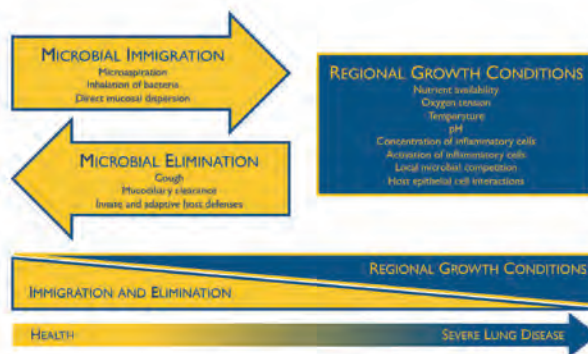 MICROBIAL IMMIGRATION
Microaspiration
Inhalation of bacteria
Direct mucosal dispersion
MICROBIAL ELIMINATION
Cough
Mucociliary clearance
Innate and adaptive host defenses
REGIONAL GROWTH CONDITIONS
Nutrient availability
Oxygen tension
Temperature
pH
Concentration of inflammatory cells
Activation of inflammatory cells
Local microbial competition
Host epithelial cell interactions
REGIONAL GROWTH CONDITIONS
IMMIGRATION AND ELIMINATION
HEALTH
SEVERE LUNG DISEASE